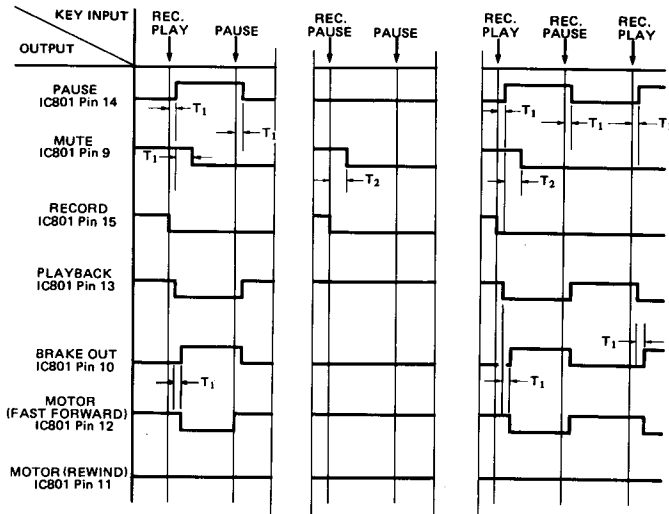 KEY INPUT
OUTPUT
REC.
PLAY
PAUSE
REC.
PAUSE
PAUSE
REC.
PLAY
REC.
PAUSE
REC.
PLAY
PAUSE
IC801 Pin 14
T1
T1
T1
T1
T
MUTE
IC801 Pin 9
T1
T2
T2
RECORD
IC801 Pin 15
PLAYBACK
IC801 Pin 13
BRAKE OUT
IC801 Pin 10
T1
T1
T1
MOTOR
(FAST FORWARD)
IC801 Pin 12
MOTOR (REWIND)
IC801 Pin 11